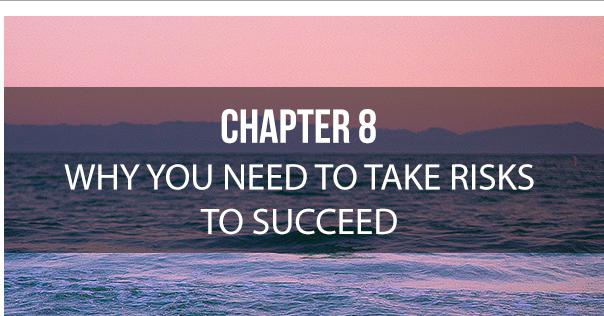 CHAPTER 8
WHY YOU NEED TO TAKE RISKS
TO SUCCEED